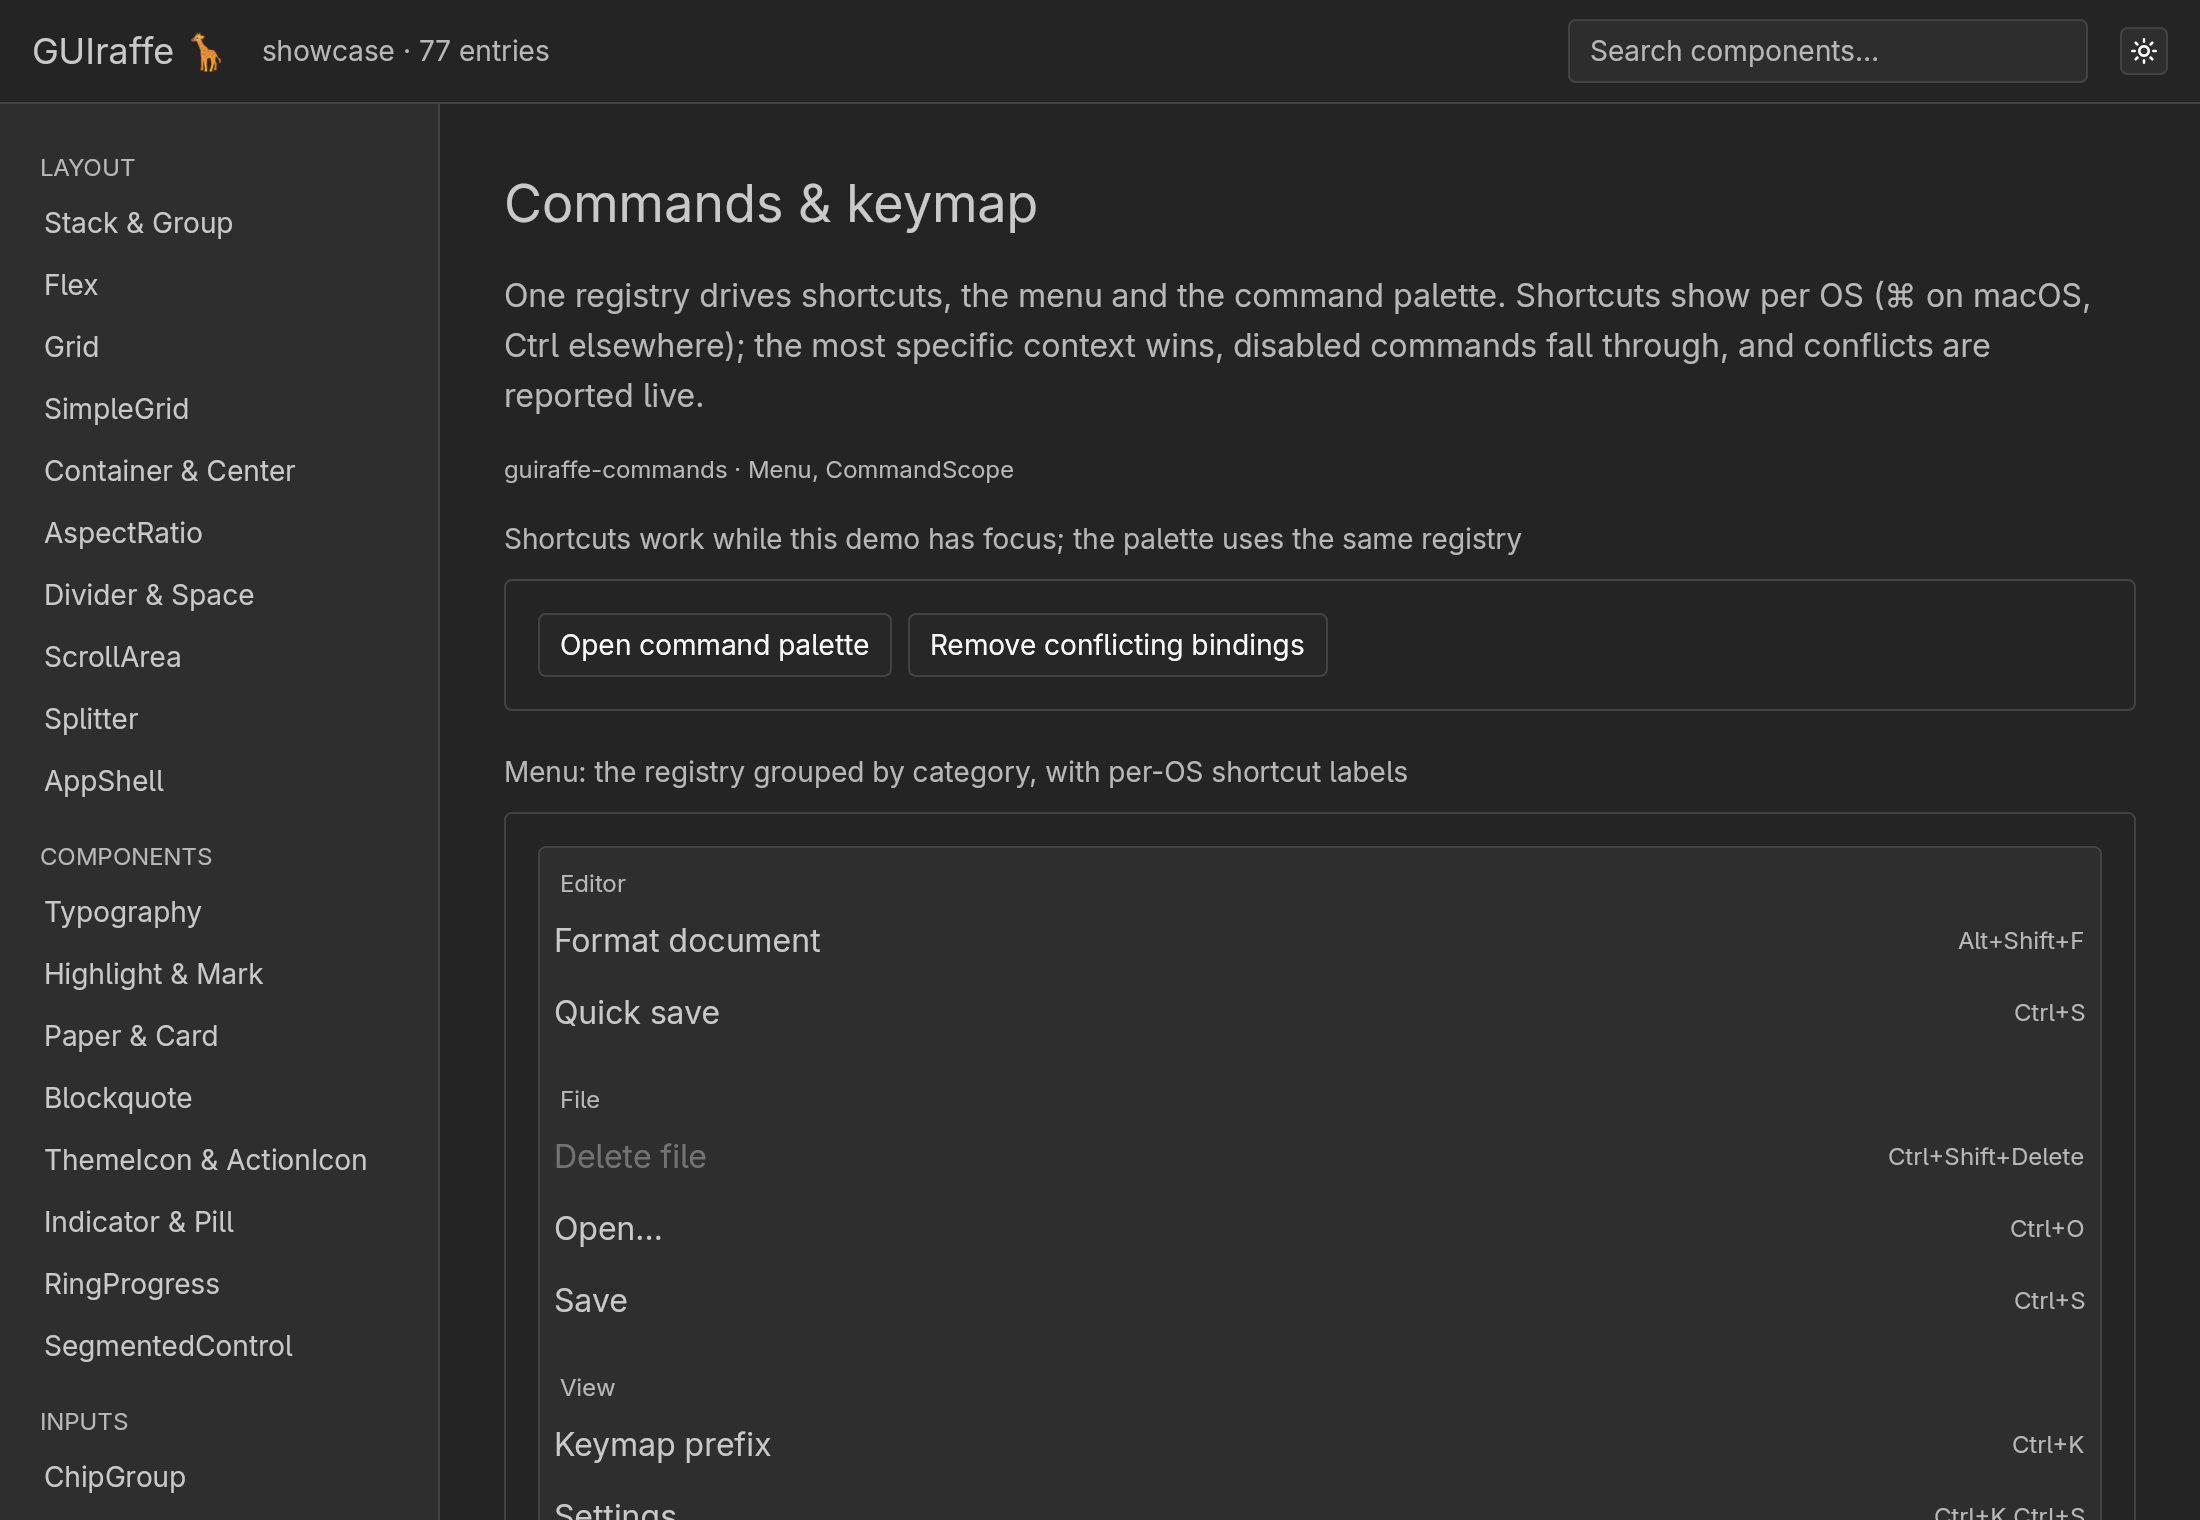 GUIraffe 🦒 showcase · 77 entries
Search components...
LAYOUT
Stack & Group
Flex
Grid
SimpleGrid
Container & Center
AspectRatio
Divider & Space
ScrollArea
Splitter
AppShell
COMPONENTS
Typography
Highlight & Mark
Paper & Card
Blockquote
ThemeIcon & ActionIcon
Indicator & Pill
RingProgress
SegmentedControl
INPUTS
ChipGroup
Commands & keymap
One registry drives shortcuts, the menu and the command palette. Shortcuts show per OS (⌘ on macOS,
Ctrl elsewhere); the most specific context wins, disabled commands fall through, and conflicts are
reported live.
guiraffe-commands · Menu, CommandScope
Shortcuts work while this demo has focus; the palette uses the same registry
Open command palette Remove conflicting bindings
Menu: the registry grouped by category, with per-OS shortcut labels
Editor
Format document Alt+Shift+F
Quick save Ctrl+S
File
Delete file Ctrl+Shift+Delete
Open... Ctrl+O
Save Ctrl+S
View
Keymap prefix Ctrl+K
Settings Ctrl+K Ctrl+S